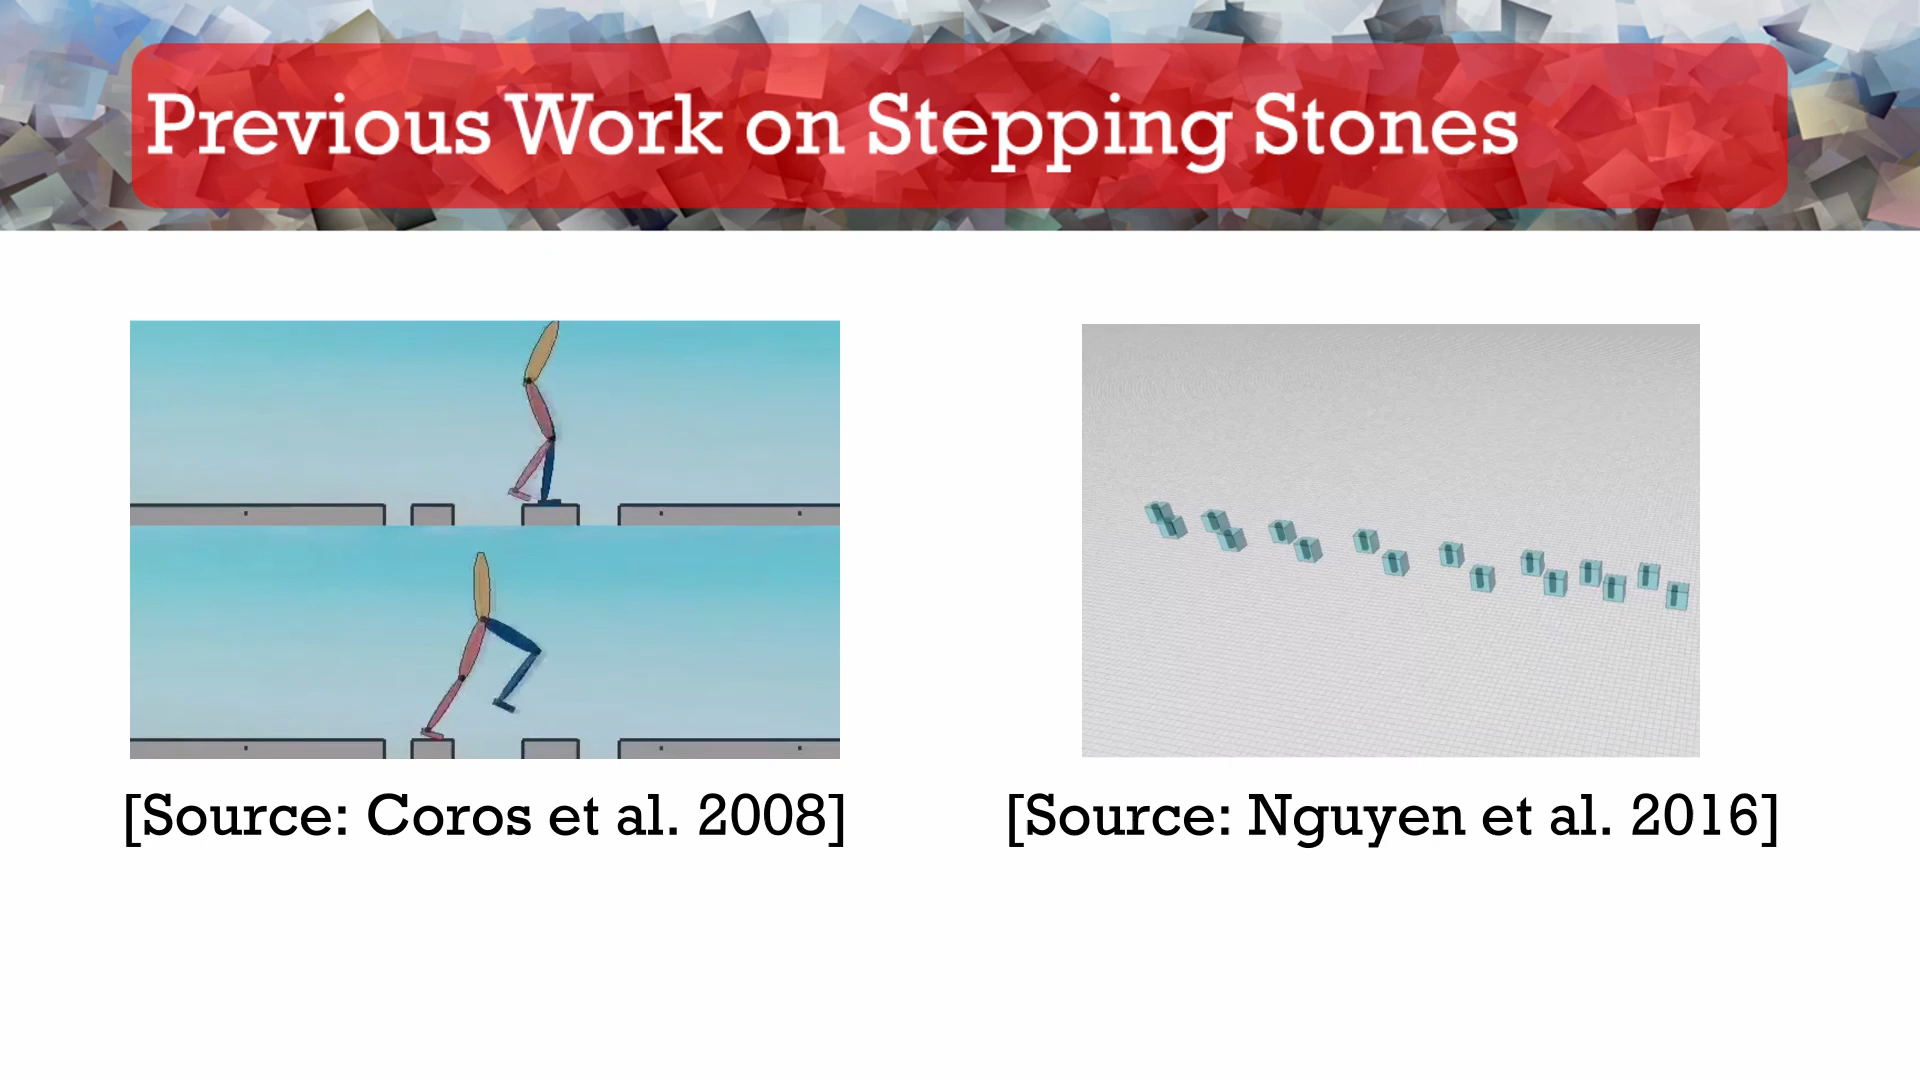 Previous Work on Stepping Stones
[Source: Coros et al. 2008]
[Source: Nguyen et al. 2016]